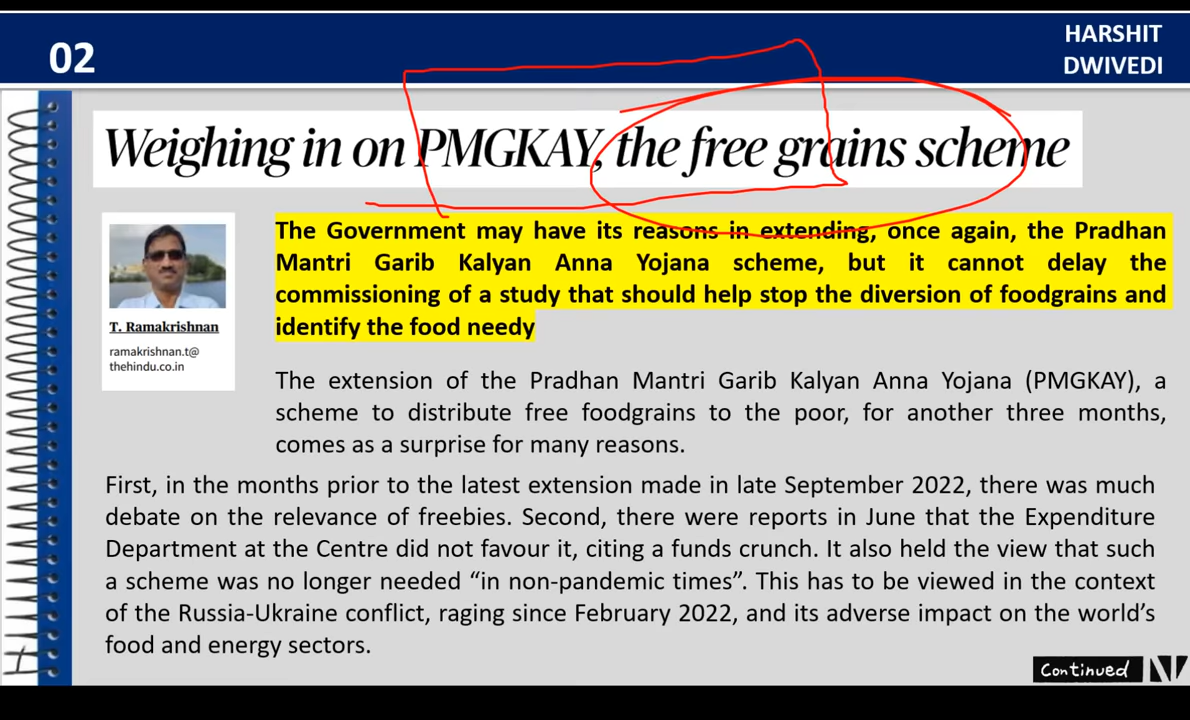 02
HARSHIT
DWIVEDI
Weighing in on PMGKAY, the free grains scheme
T. Ramakrishnan
ramakrishnan.t@
thehindu.co.in
The Government may have its reasons in extending, once again, the Pradhan
Mantri Garib Kalyan Anna Yojana scheme, but it cannot delay the
commissioning of a study that should help stop the diversion of foodgrains and
identify the food needy
The extension of the Pradhan Mantri Garib Kalyan Anna Yojana (PMGKAY), a
scheme to distribute free foodgrains to the poor, for another three months,
comes as a surprise for many reasons.
First, in the months prior to the latest extension made in late September 2022, there was much
debate on the relevance of freebies. Second, there were reports in June that the Expenditure
Department at the Centre did not favour it, citing a funds crunch. It also held the view that such
a scheme was no longer needed “in non-pandemic times”. This has to be viewed in the context
of the Russia-Ukraine conflict, raging since February 2022, and its adverse impact on the world’s
food and energy sectors.
Continued